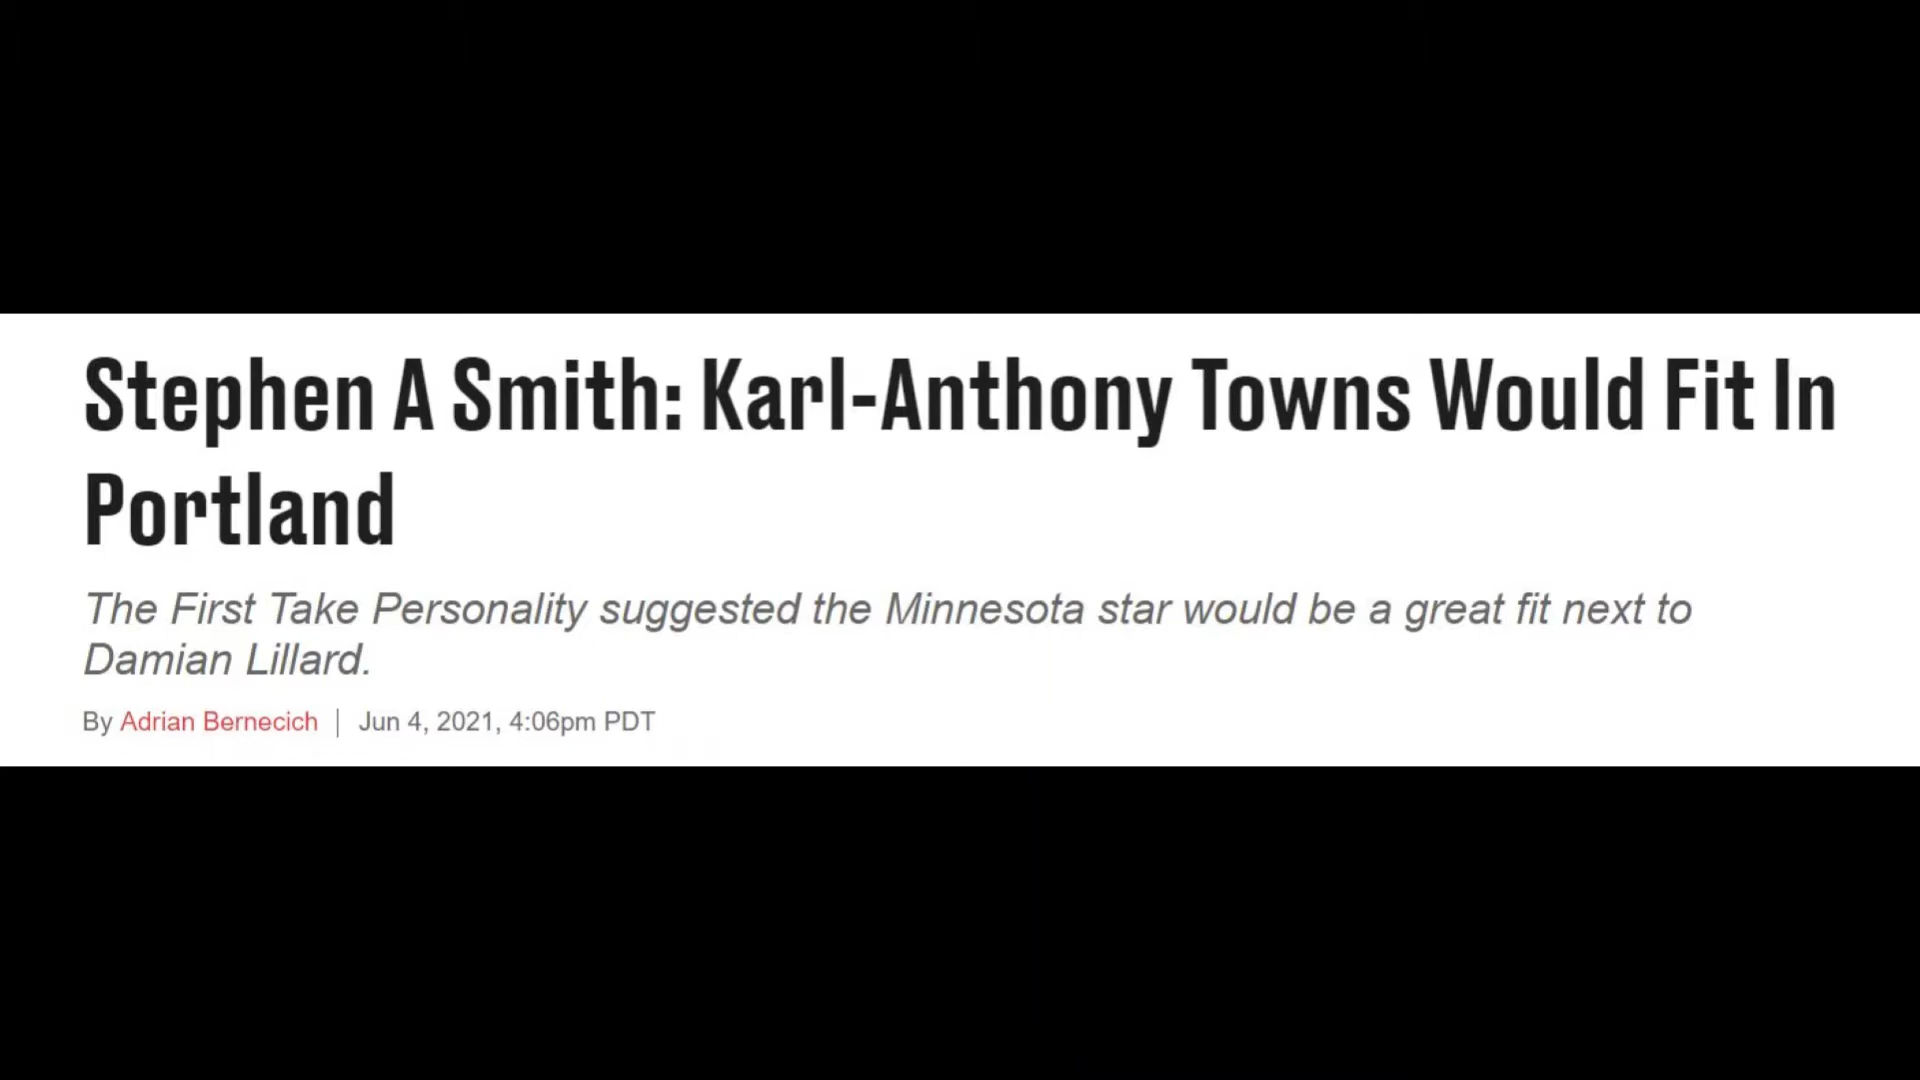 Stephen A Smith: Karl-Anthony Towns Would Fit In
Portland
The First Take Personality suggested the Minnesota star would be a great fit next to
Damian Lillard.
By Adrian Bernecich | Jun 4, 2021, 4:06pm PDT